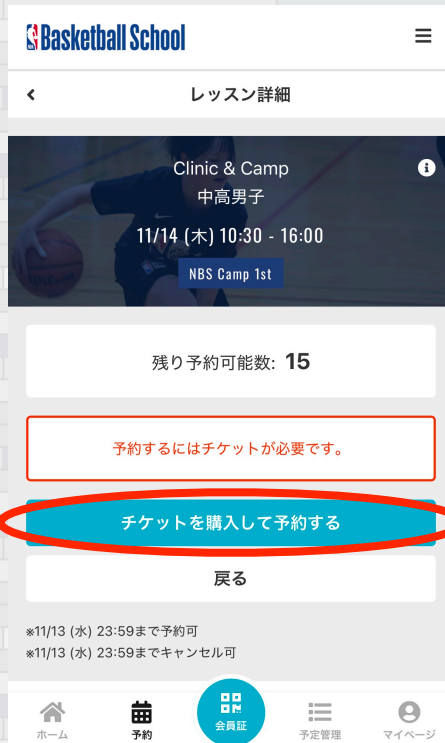 NBA Basketball School
レッスン詳細
Clinic & Camp
中高男子
11/14 (木) 10:30 - 16:00
NBS Camp 1st
残り予約可能数: 15
予約するにはチケットが必要です。
チケットを購入して予約する
戻る
※11/13 (水) 23:59まで予約可
※11/13 (水) 23:59までキャンセル可
ホーム
予約
会員証
予定管理
マイページ